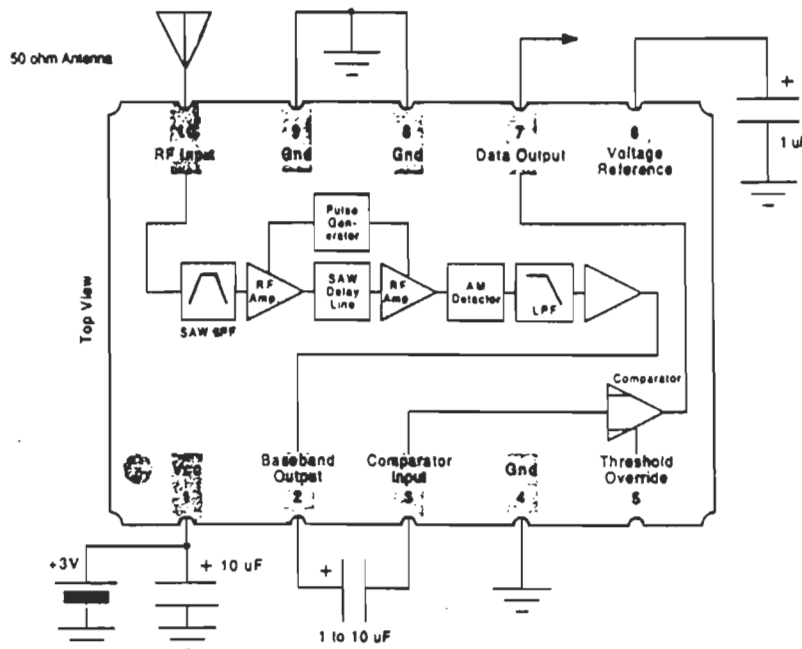 50 ohm Antenna
10
RF Input
9
Gnd
8
Gnd
7
Data Output
6
Voltage
Reference
+
1 u
Pulse
Gen-
erator
RF
Amp.
SAW
Delay
Line
RF
Amp.
AM
Detector
LPF
SAW BPF
Top View
Comparator
Vcc
1
Baseband
Output
2
Comparator
Input
3
Gnd
4
Threshold
Override
5
+3V
+ 10 uF
+
1 to 10 uF